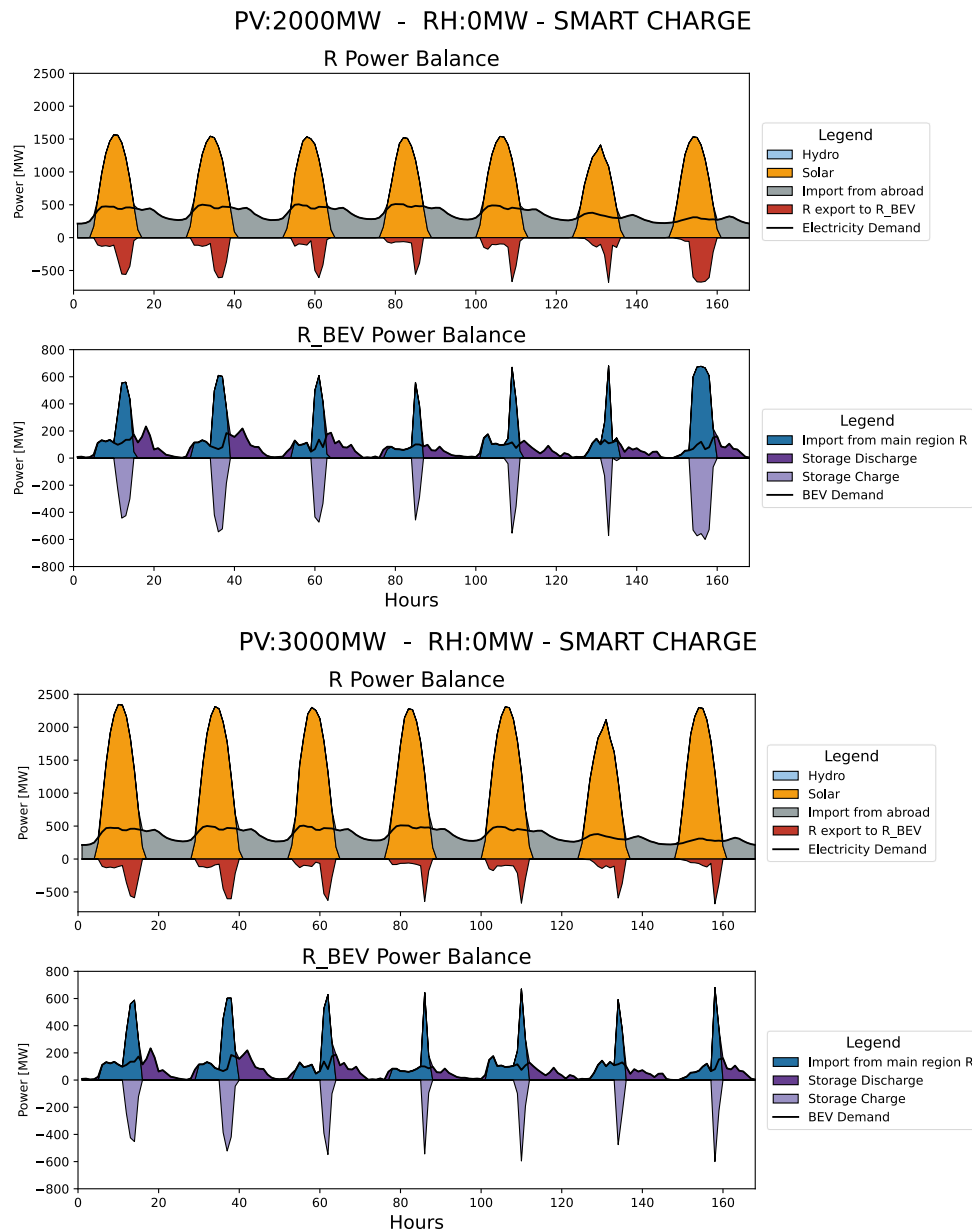 PV:2000MW - RH:0MW - SMART CHARGE
R Power Balance
2500
2000
1500
1000
500
0
−500
Power [MW]
0 20 40 60 80 100 120 140 160
Legend
Hydro
Solar
Import from abroad
R export to R_BEV
Electricity Demand
R_BEV Power Balance
800
600
400
200
0
−200
−400
−600
−800
Power [MW]
0 20 40 60 80 100 120 140 160
Hours
Legend
Import from main region R
Storage Discharge
Storage Charge
BEV Demand
PV:3000MW - RH:0MW - SMART CHARGE
R Power Balance
2500
2000
1500
1000
500
0
−500
Power [MW]
0 20 40 60 80 100 120 140 160
Legend
Hydro
Solar
Import from abroad
R export to R_BEV
Electricity Demand
R_BEV Power Balance
800
600
400
200
0
−200
−400
−600
−800
Power [MW]
0 20 40 60 80 100 120 140 160
Hours
Legend
Import from main region R
Storage Discharge
Storage Charge
BEV Demand